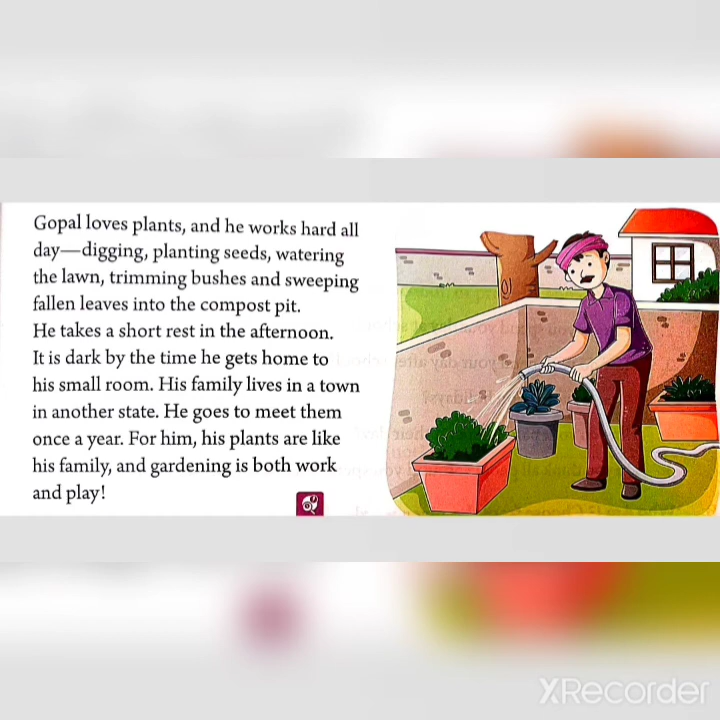 Gopal loves plants, and he works hard all
day—digging, planting seeds, watering
the lawn, trimming bushes and sweeping
fallen leaves into the compost pit.
He takes a short rest in the afternoon.
It is dark by the time he gets home to
his small room. His family lives in a town
in another state. He goes to meet them
once a year. For him, his plants are like
his family, and gardening is both work
and play!
XRecorder